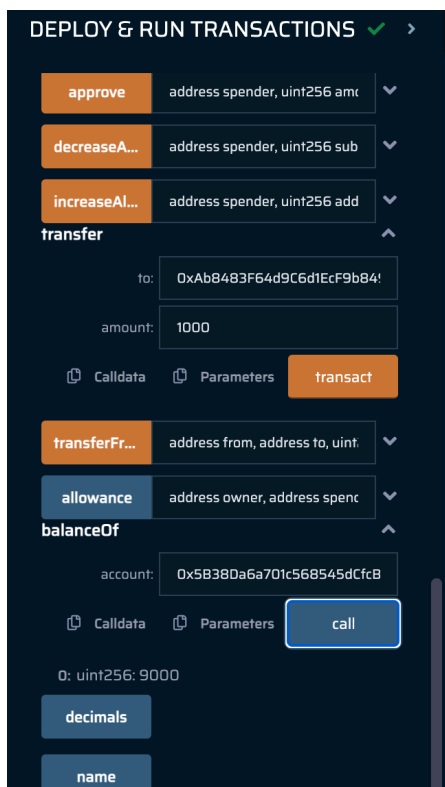 DEPLOY & RUN TRANSACTIONS
approve address spender, uint256 amo
decreaseA... address spender, uint256 sub
increaseAl... address spender, uint256 add
transfer
to: 0xAb8483F64d9C6d1EcF9b849
amount: 1000
Calldata Parameters transact
transferFr... address from, address to, uint
allowance address owner, address spend
balanceOf
account: 0x5B38Da6a701c568545dCfcB
Calldata Parameters call
0: uint256: 9000
decimals
name